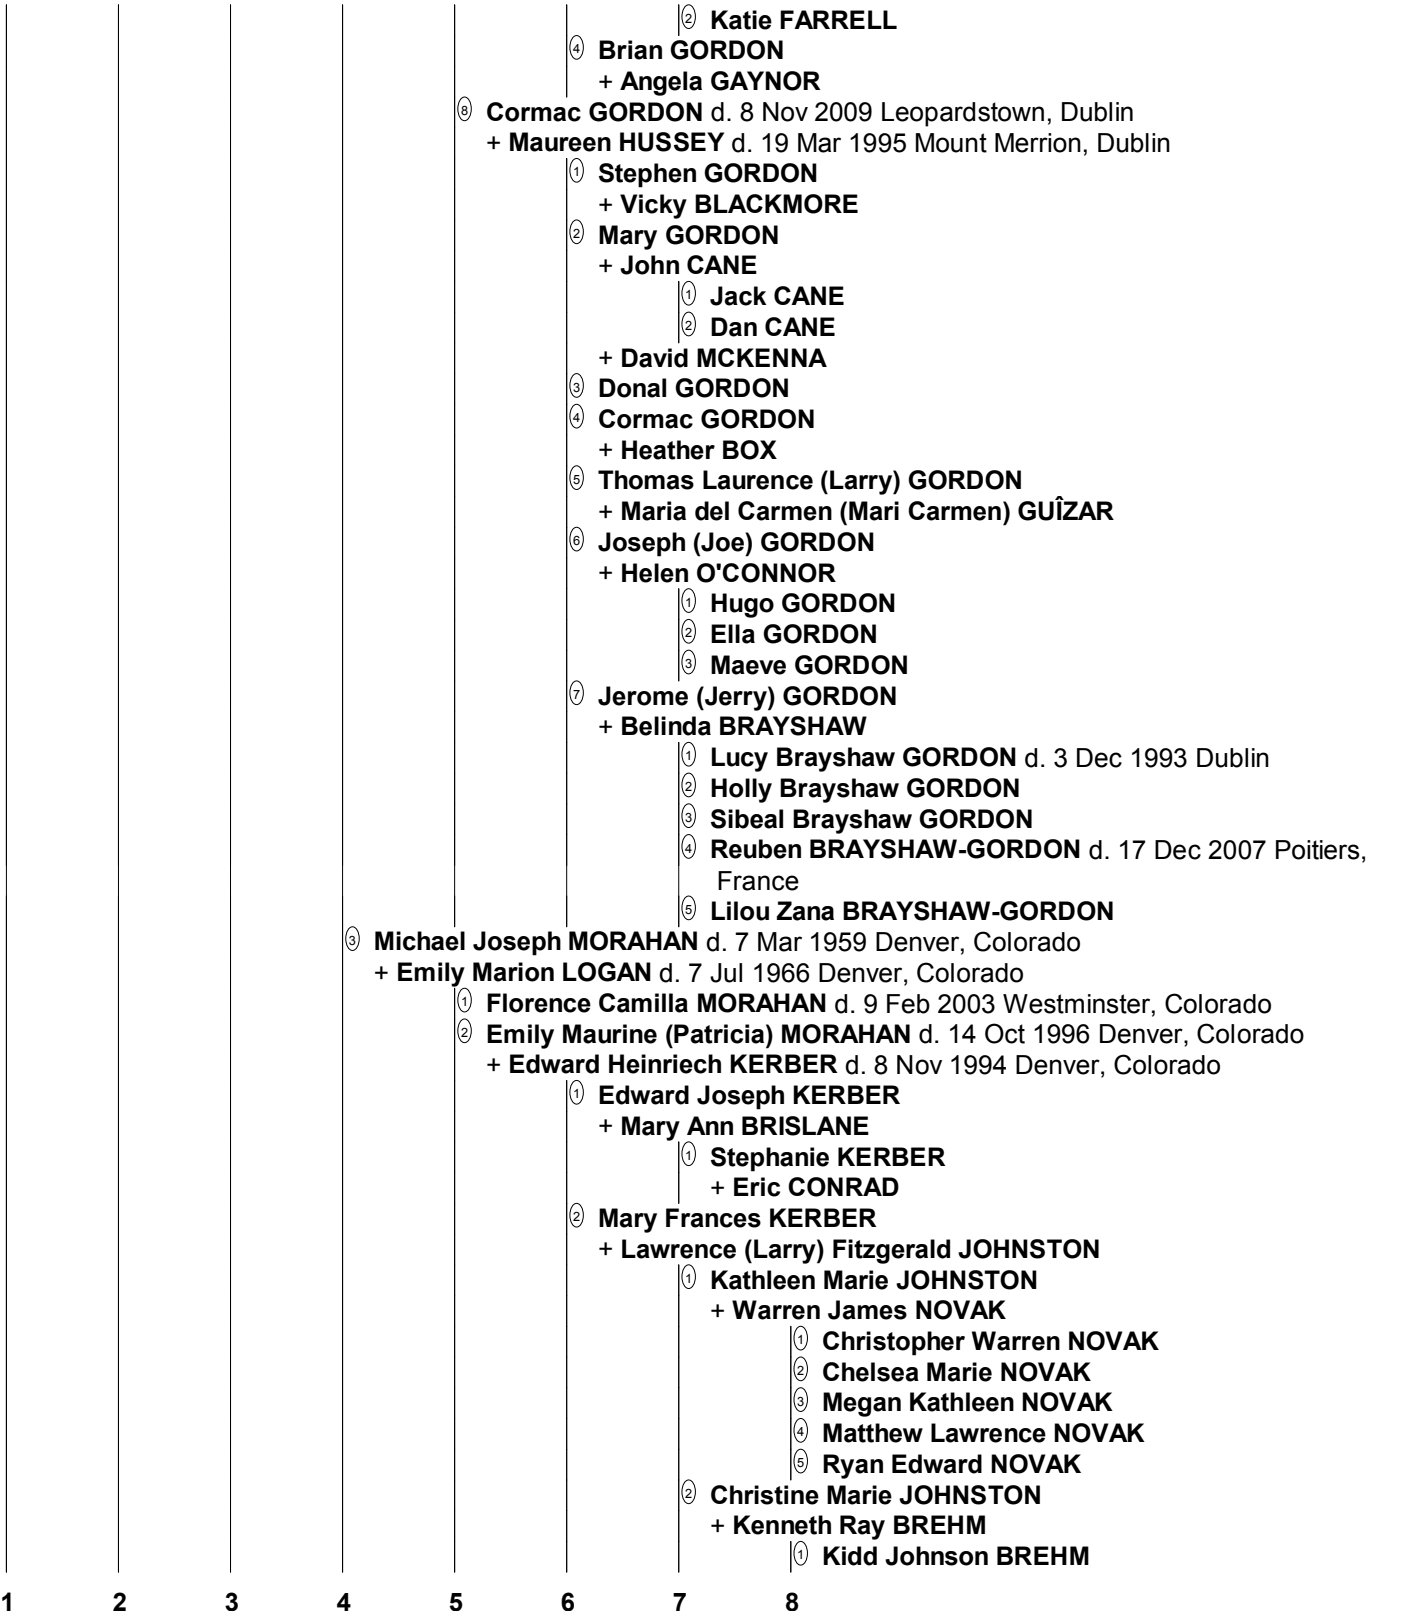 ② Katie FARRELL
④ Brian GORDON
+ Angela GAYNOR
⑧ Cormac GORDON d. 8 Nov 2009 Leopardstown, Dublin
+ Maureen HUSSEY d. 19 Mar 1995 Mount Merrion, Dublin
① Stephen GORDON
+ Vicky BLACKMORE
② Mary GORDON
+ John CANE
① Jack CANE
② Dan CANE
+ David MCKENNA
③ Donal GORDON
④ Cormac GORDON
+ Heather BOX
⑤ Thomas Laurence (Larry) GORDON
+ Maria del Carmen (Mari Carmen) GUÎZAR
⑥ Joseph (Joe) GORDON
+ Helen O'CONNOR
① Hugo GORDON
② Ella GORDON
③ Maeve GORDON
⑦ Jerome (Jerry) GORDON
+ Belinda BRAYSHAW
① Lucy Brayshaw GORDON d. 3 Dec 1993 Dublin
② Holly Brayshaw GORDON
③ Sibeal Brayshaw GORDON
④ Reuben BRAYSHAW-GORDON d. 17 Dec 2007 Poitiers,
France
⑤ Lilou Zana BRAYSHAW-GORDON
③ Michael Joseph MORAHAN d. 7 Mar 1959 Denver, Colorado
+ Emily Marion LOGAN d. 7 Jul 1966 Denver, Colorado
① Florence Camilla MORAHAN d. 9 Feb 2003 Westminster, Colorado
② Emily Maurine (Patricia) MORAHAN d. 14 Oct 1996 Denver, Colorado
+ Edward Heinriech KERBER d. 8 Nov 1994 Denver, Colorado
① Edward Joseph KERBER
+ Mary Ann BRISLANE
① Stephanie KERBER
+ Eric CONRAD
② Mary Frances KERBER
+ Lawrence (Larry) Fitzgerald JOHNSTON
① Kathleen Marie JOHNSTON
+ Warren James NOVAK
① Christopher Warren NOVAK
② Chelsea Marie NOVAK
③ Megan Kathleen NOVAK
④ Matthew Lawrence NOVAK
⑤ Ryan Edward NOVAK
② Christine Marie JOHNSTON
+ Kenneth Ray BREHM
① Kidd Johnson BREHM
1 2 3 4 5 6 7 8